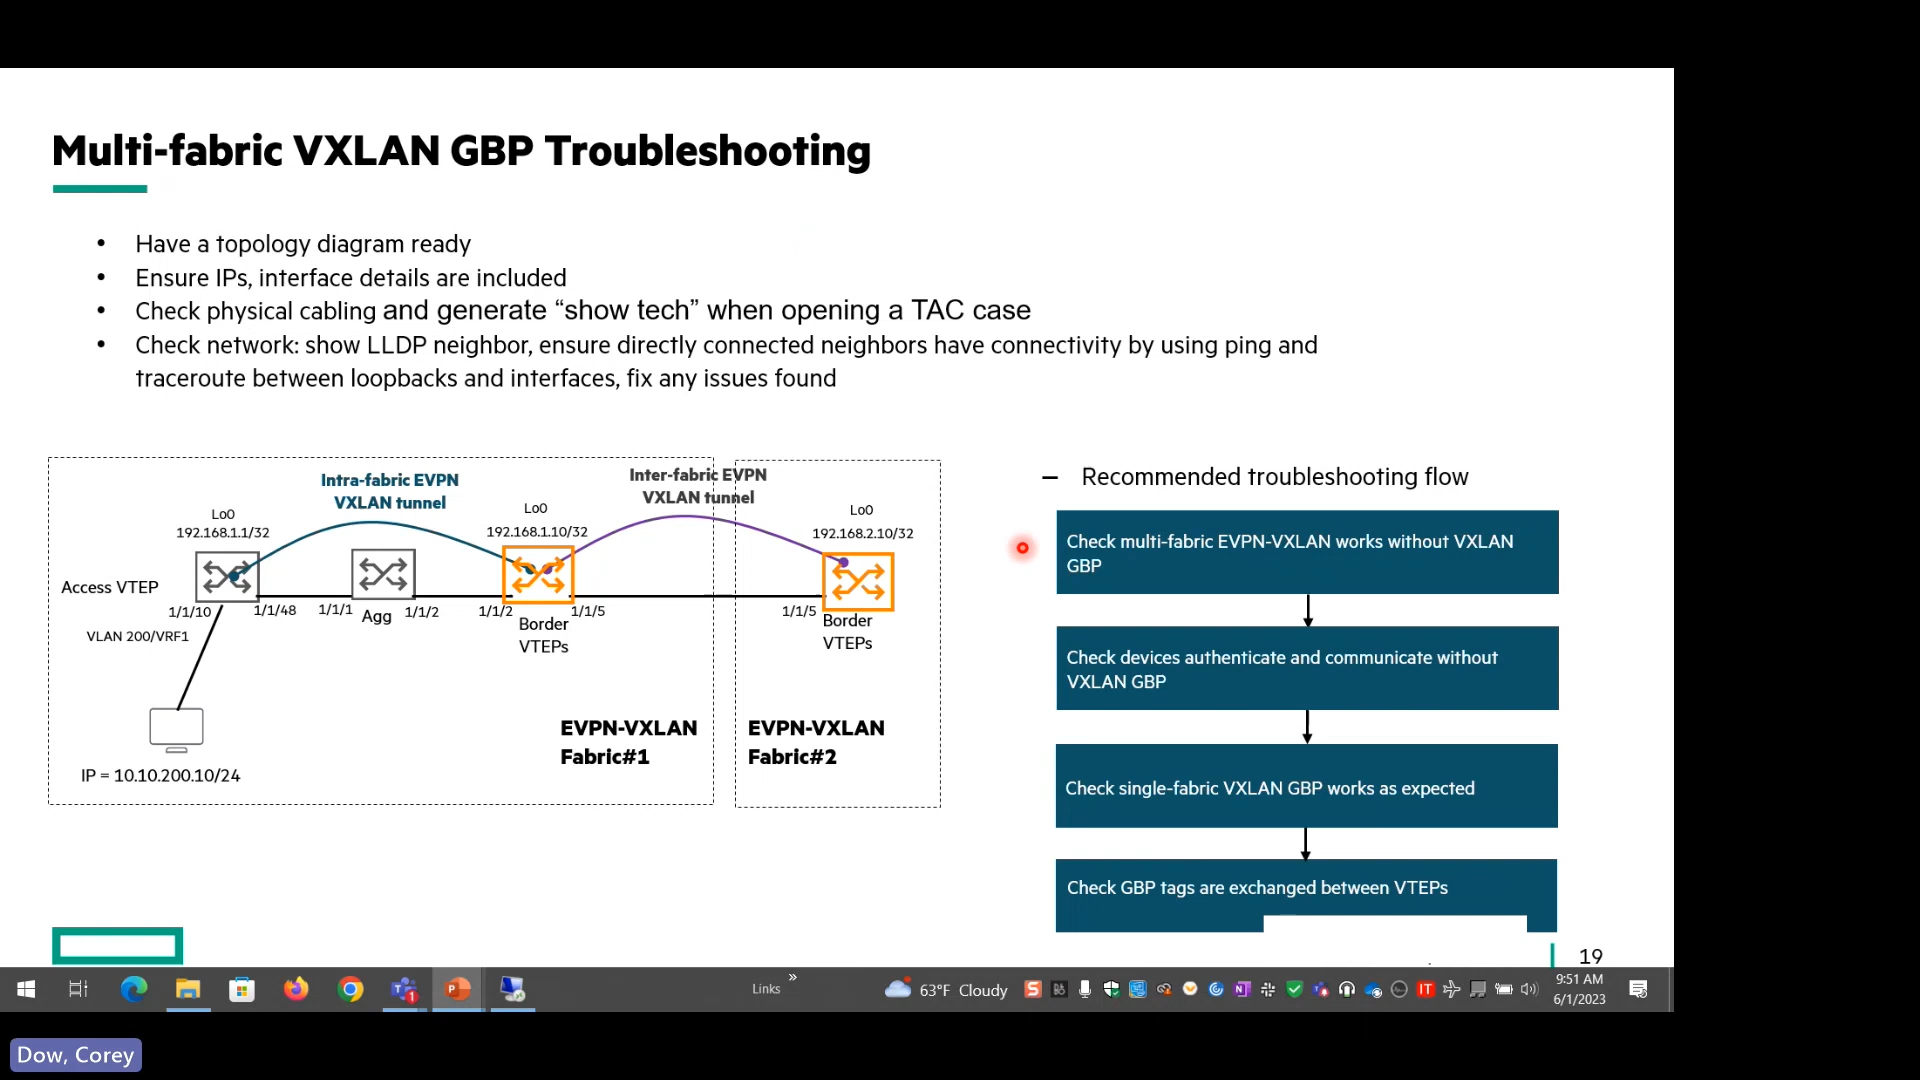 Multi-fabric VXLAN GBP Troubleshooting
• Have a topology diagram ready
• Ensure IPs, interface details are included
• Check physical cabling and generate “show tech” when opening a TAC case
• Check network: show LLDP neighbor, ensure directly connected neighbors have connectivity by using ping and
traceroute between loopbacks and interfaces, fix any issues found
Intra-fabric EVPN
VXLAN tunnel
Inter-fabric EVPN
VXLAN tunnel
Lo0
192.168.1.1/32
Lo0
192.168.1.10/32
Lo0
192.168.2.10/32
Access VTEP
1/1/10
1/1/48
1/1/1
Agg
1/1/2
1/1/2
1/1/5
Border
VTEPs
1/1/5
Border
VTEPs
VLAN 200/VRF1
IP = 10.10.200.10/24
EVPN-VXLAN
Fabric#1
EVPN-VXLAN
Fabric#2
– Recommended troubleshooting flow
Check multi-fabric EVPN-VXLAN works without VXLAN
GBP
Check devices authenticate and communicate without
VXLAN GBP
Check single-fabric VXLAN GBP works as expected
Check GBP tags are exchanged between VTEPs
19
Links
»
63°F Cloudy
9:51 AM
6/1/2023
Dow, Corey